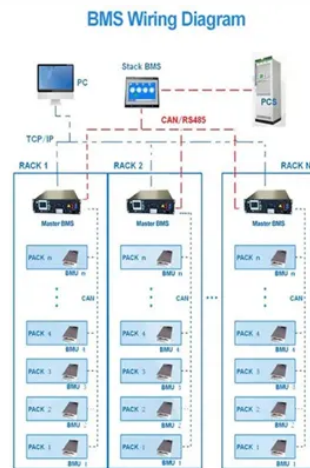 BMS Wiring Diagram
Stack BMS
PC
PCS
CAN/RS485
TCP/IP
RACK 1
RACK 2
RACK N
Master BMS
Master BMS
Master BMS
PACK n
BMU n
PACK n
BMU n
PACK n
BMU n
CAN
CAN
CAN
PACK 4
BMU 4
PACK 4
BMU 4
PACK 4
BMU 4
PACK 3
BMU 3
PACK 3
BMU 3
PACK 3
BMU 3
PACK 2
BMU 2
PACK 2
BMU 2
PACK 2
BMU 2
PACK 1
BMU 1
PACK 1
BMU 1
PACK 1
BMU 1